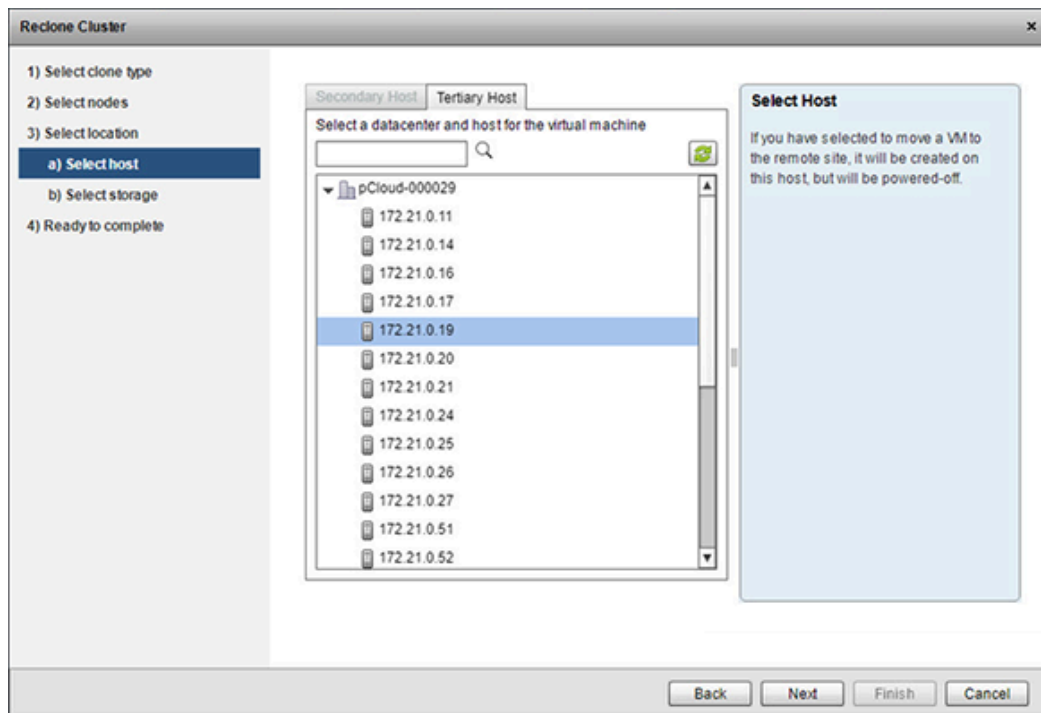 Reclone Cluster
×
1) Select clone type
2) Select nodes
3) Select location
a) Select host
b) Select storage
4) Ready to complete
Secondary Host
Tertiary Host
Select a datacenter and host for the virtual machine
pCloud-000029
172.21.0.11
172.21.0.14
172.21.0.16
172.21.0.17
172.21.0.19
172.21.0.20
172.21.0.21
172.21.0.24
172.21.0.25
172.21.0.26
172.21.0.27
172.21.0.51
172.21.0.52
Select Host
If you have selected to move a VM to
the remote site, it will be created on
this host, but will be powered-off.
Back
Next
Finish
Cancel